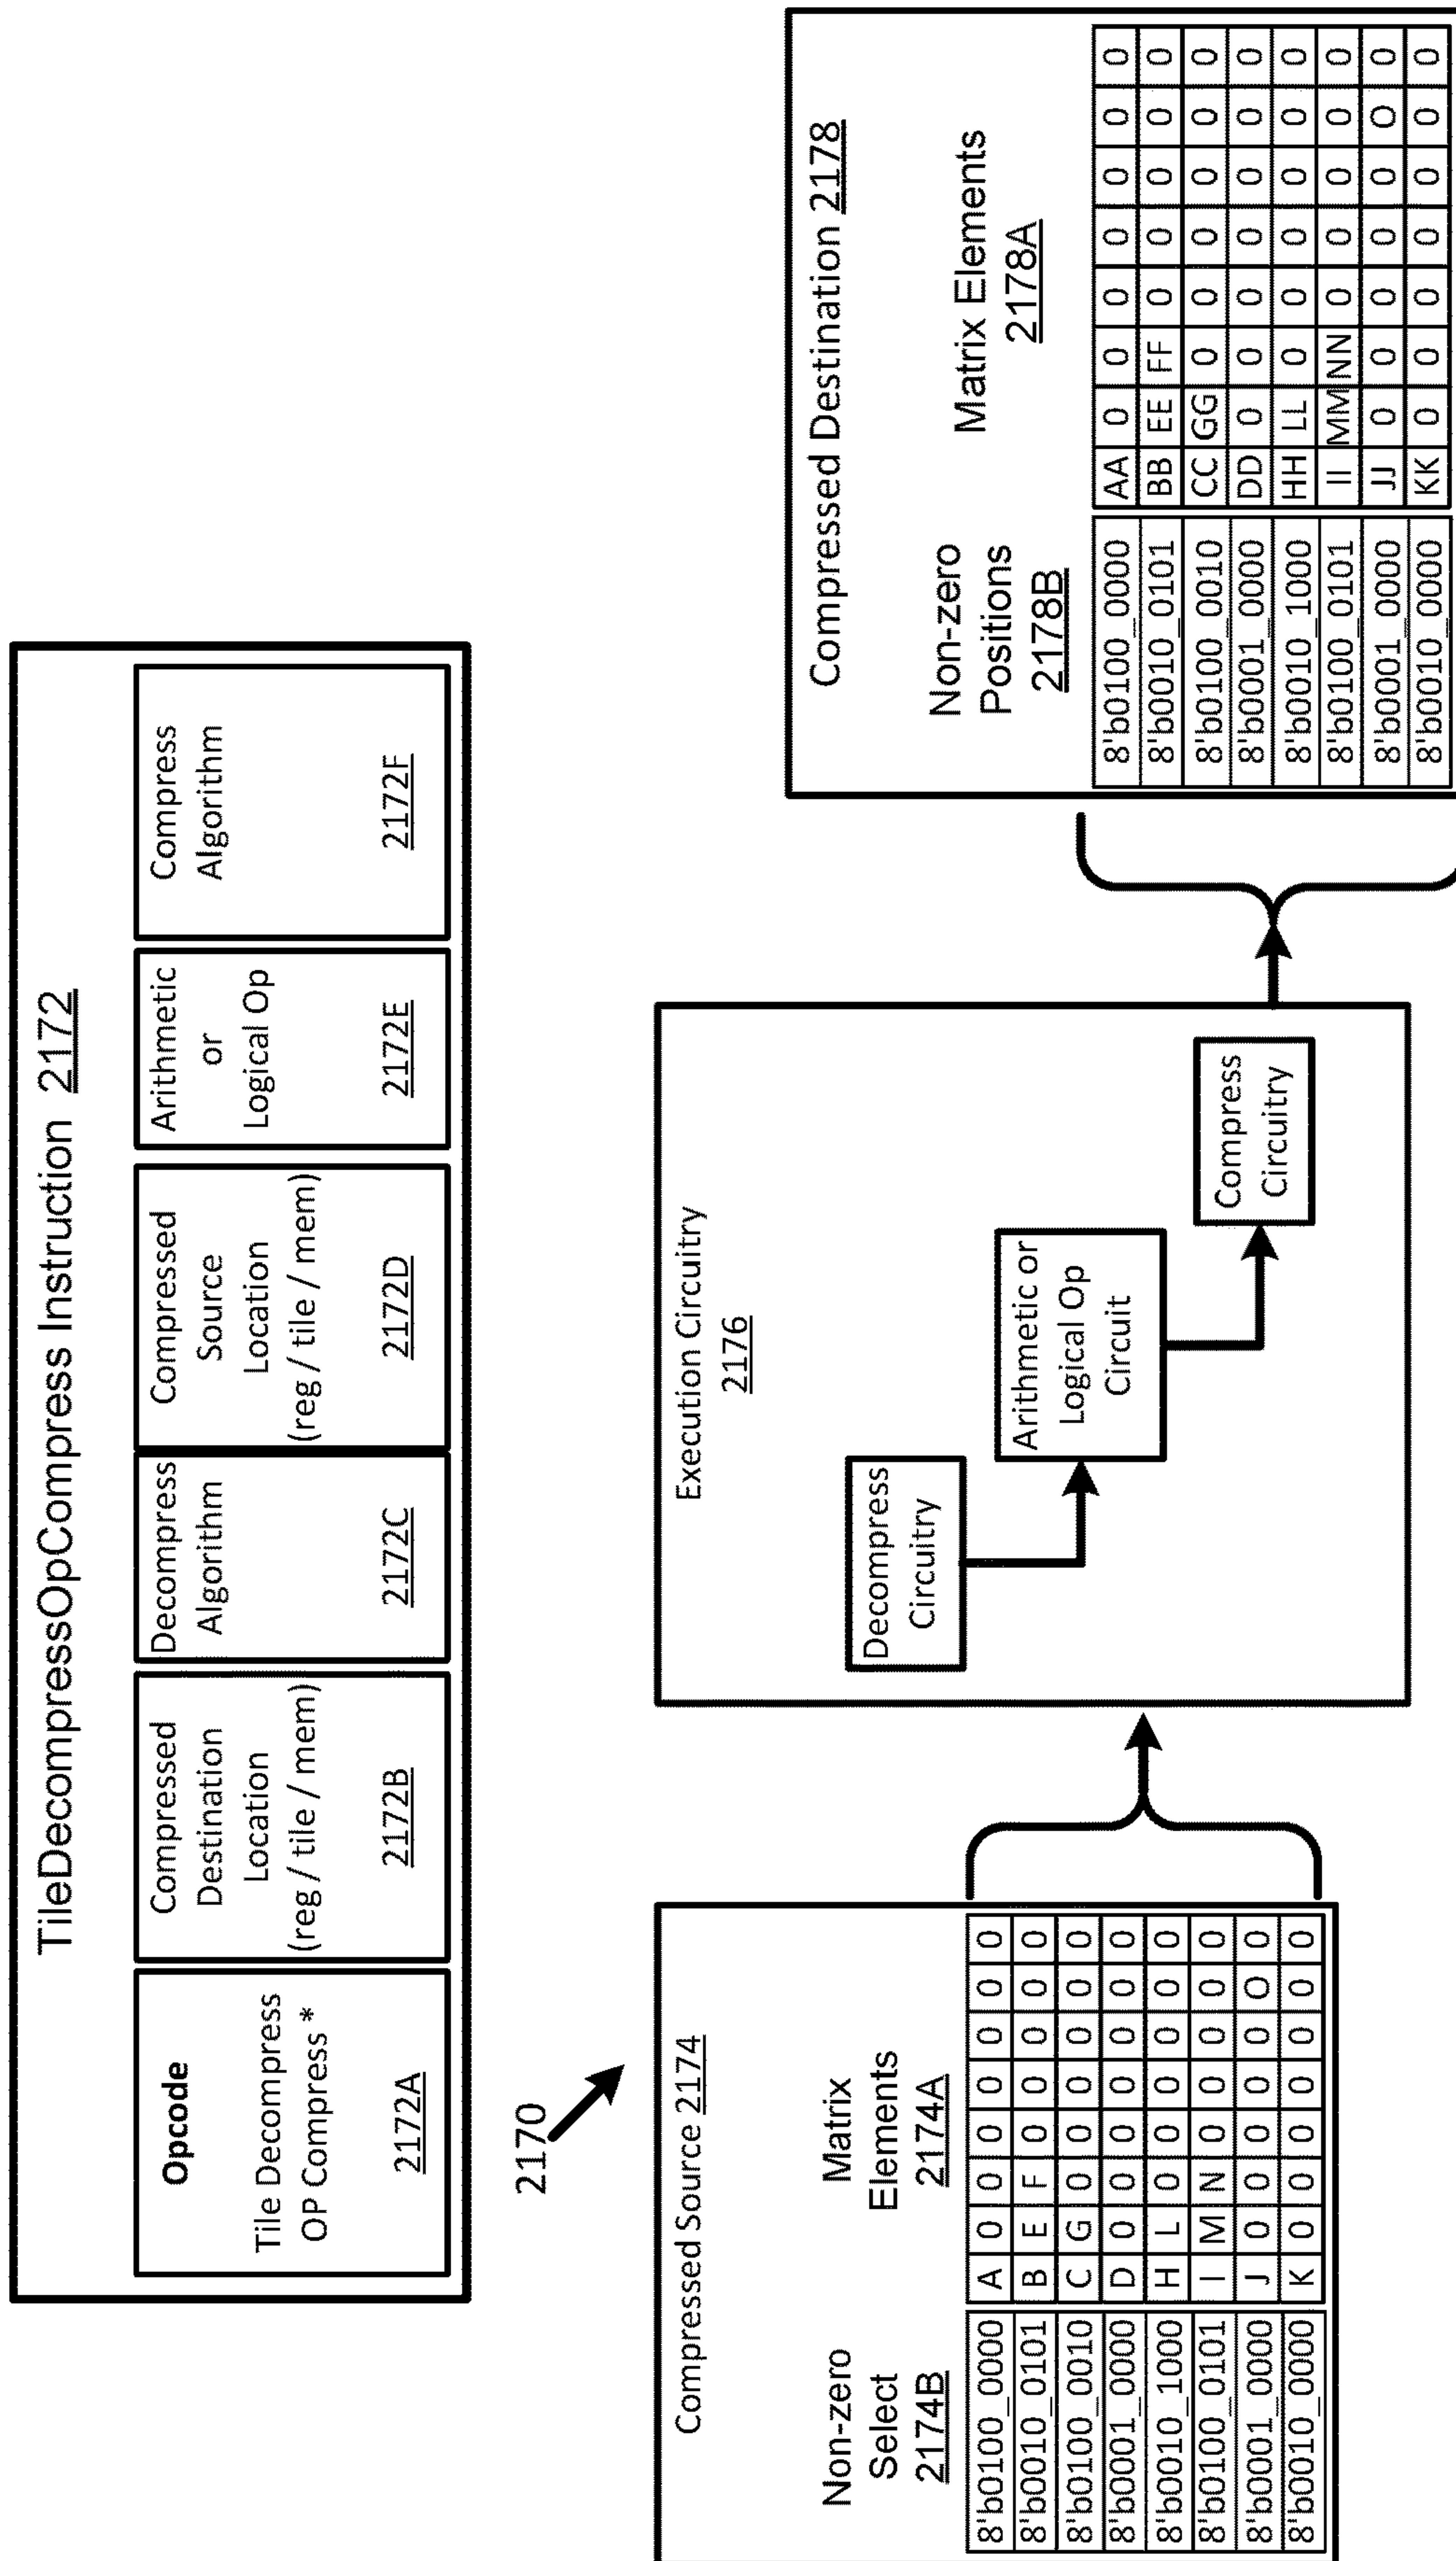 TileDecompressOpCompress Instruction 2172
Opcode
Tile Decompress
OP Compress *
2172A
Compressed
Destination
Location
(reg / tile / mem)
2172B
Decompress
Algorithm
2172C
Compressed
Source
Location
(reg / tile / mem)
2172D
Arithmetic
or
Logical Op
2172E
Compress
Algorithm
2172F
2170
Compressed Source 2174
Non-zero
Select
2174B
Matrix
Elements
2174A
8'b0100_0000 A 0 0 0 0 0 0 0
8'b0010_0101 B E F 0 0 0 0 0
8'b0100_0010 C G 0 0 0 0 0 0
8'b0001_0000 D 0 0 0 0 0 0 0
8'b0010_1000 H L 0 0 0 0 0 0
8'b0100_0101 I M N 0 0 0 0 0
8'b0001_0000 J 0 0 0 0 0 O 0
8'b0010_0000 K 0 0 0 0 0 0 0
Execution Circuitry
2176
Decompress
Circuitry
Arithmetic or
Logical Op
Circuit
Compress
Circuitry
Compressed Destination 2178
Non-zero
Positions
2178B
Matrix Elements
2178A
8'b0100_0000 AA 0 0 0 0 0 0 0
8'b0010_0101 BB EE FF 0 0 0 0 0
8'b0100_0010 CC GG 0 0 0 0 0 0
8'b0001_0000 DD 0 0 0 0 0 0 0
8'b0010_1000 HH LL 0 0 0 0 0 0
8'b0100_0101 II MM NN 0 0 0 0 0
8'b0001_0000 JJ 0 0 0 0 0 O 0
8'b0010_0000 KK 0 0 0 0 0 0 0